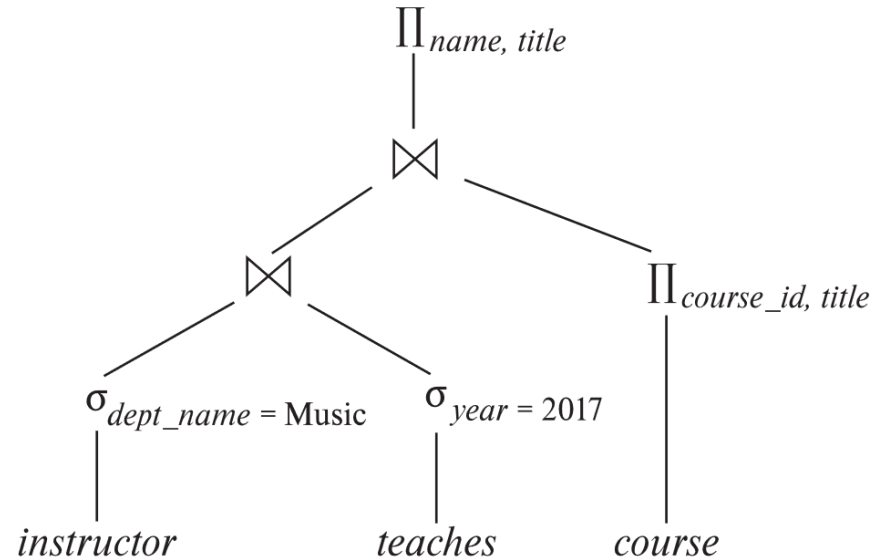 ∏ name, title
⋈
⋈
∏ course_id, title
σ dept_name = Music
σ year = 2017
instructor
teaches
course